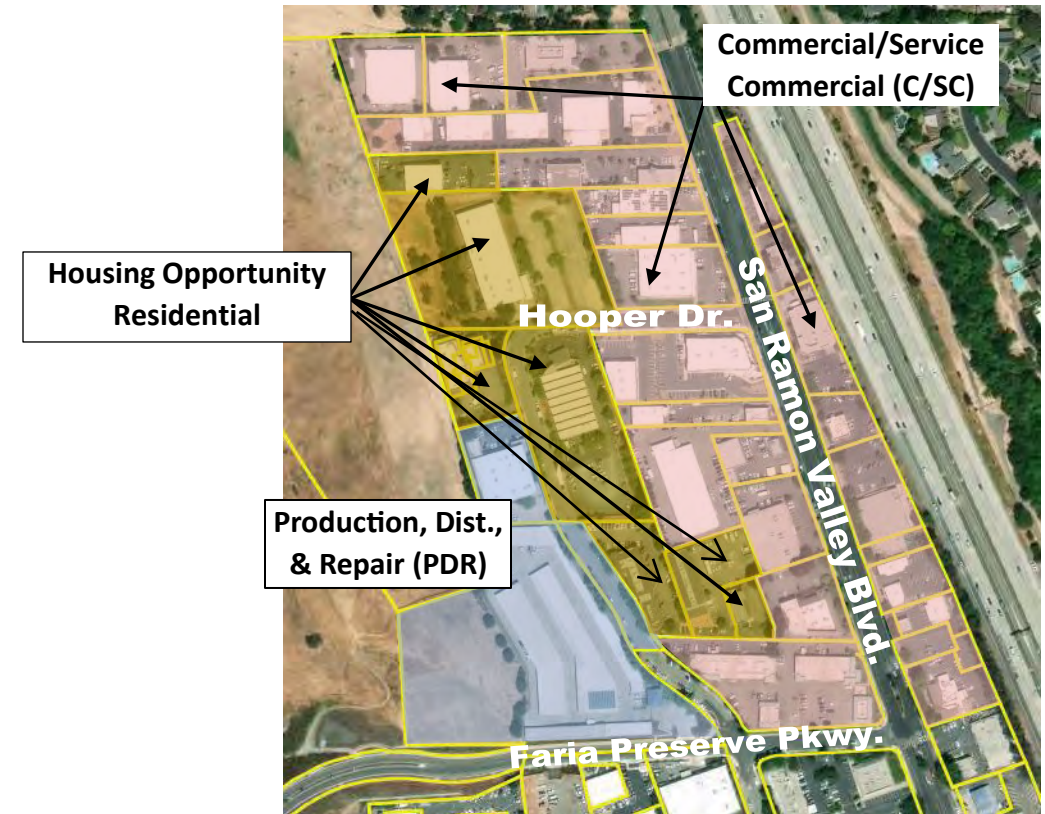 Commercial/Service
Commercial (C/SC)
Housing Opportunity
Residential
Hooper Dr.
San Ramon Valley Blvd.
Production, Dist.,
& Repair (PDR)
Faria Preserve Pkwy.